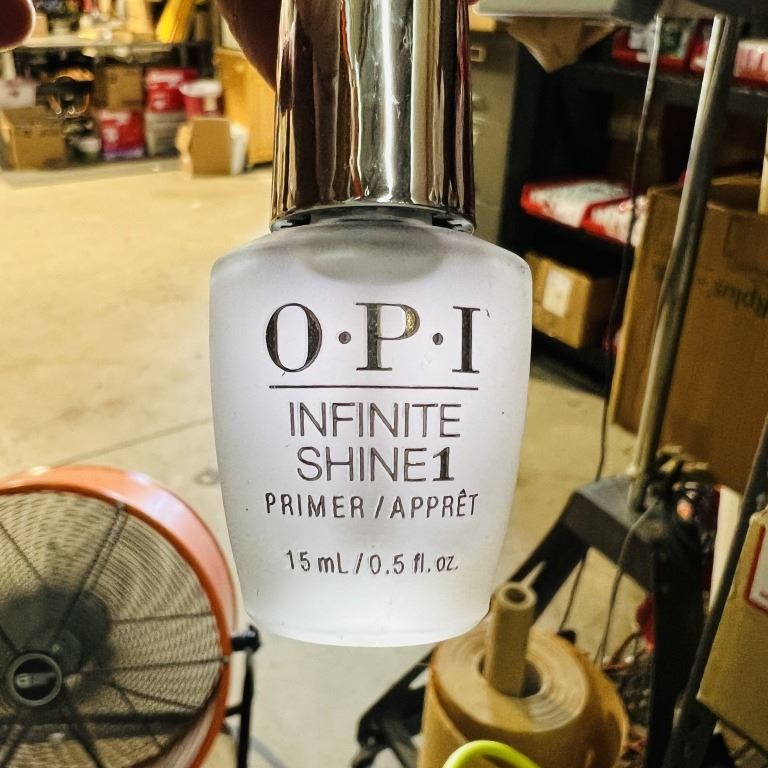 O·P·I
INFINITE
SHINE1
PRIMER/APPRÊT
15 mL/0.5 fl. oz.